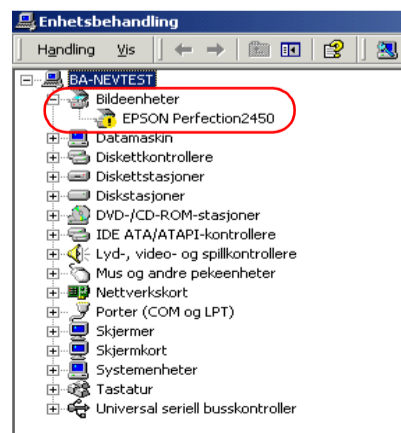 Enhetsbehandling
Handling Vis
BA-NEVTEST
Bildeenheter
EPSON Perfection2450
Datamaskin
Diskettkontrollere
Diskettstasjoner
Diskstasjoner
DVD-/CD-ROM-stasjoner
IDE ATA/ATAPI-kontrollere
Lyd-, video- og spillkontrollere
Mus og andre pekeenheter
Nettverkskort
Porter (COM og LPT)
Skjermer
Skjermkort
Systemenheter
Tastatur
Universal seriell busskontroller